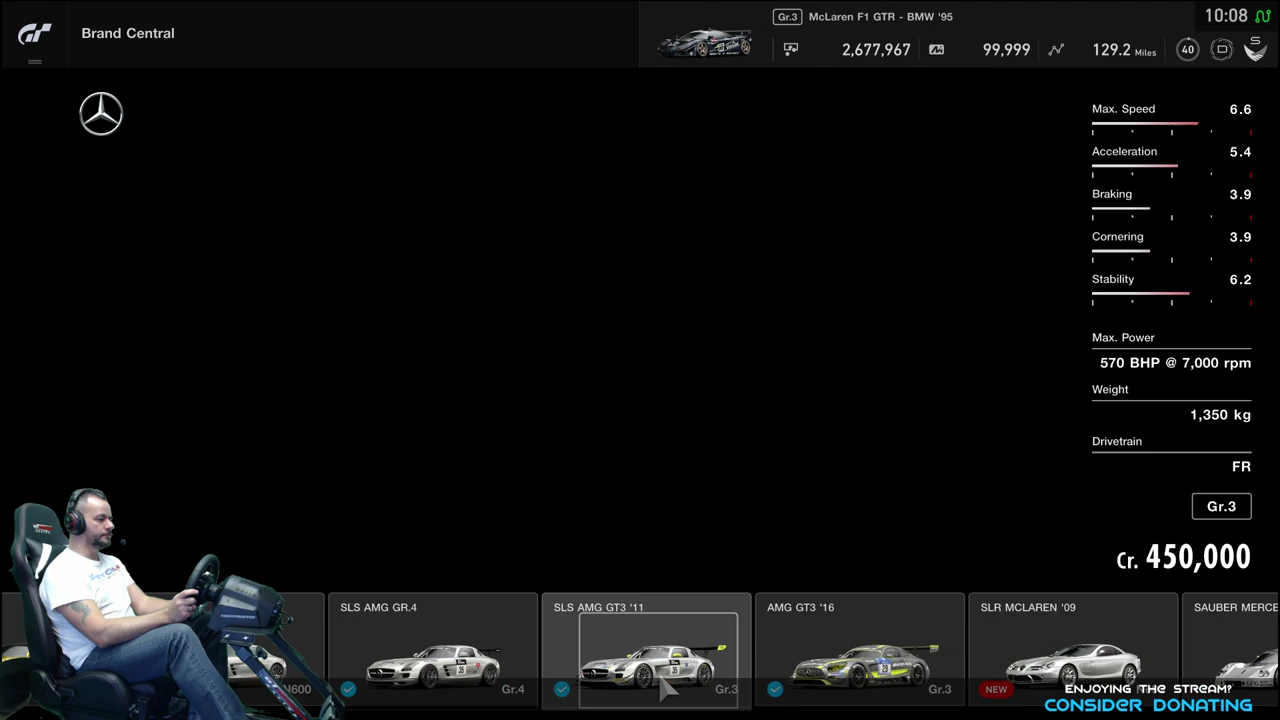 Brand Central
Gr.3 McLaren F1 GTR - BMW '95
10:08
2,677,967
99,999
129.2 Miles
40
D
S
Max. Speed 6.6
Acceleration 5.4
Braking 3.9
Cornering 3.9
Stability 6.2
Max. Power
570 BHP @ 7,000 rpm
Weight
1,350 kg
Drivetrain
FR
Gr.3
Cr. 450,000
N600
SLS AMG GR.4
Gr.4
SLS AMG GT3 '11
Gr.3
AMG GT3 '16
Gr.3
SLR MCLAREN '09
NEW
SAUBER MERCE
ENJOYING THE STREAM?
CONSIDER DONATING